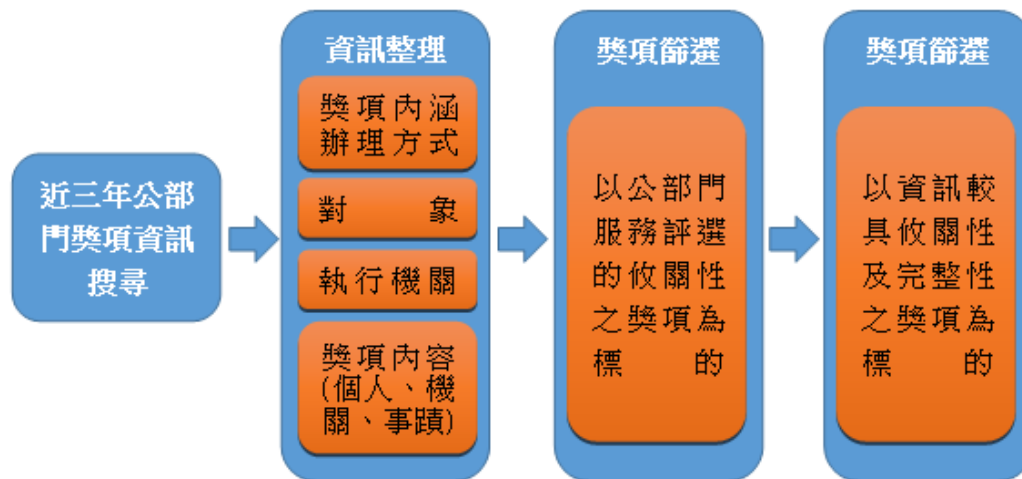 近三年公部
門獎項資訊
搜尋
資訊整理
獎項內涵
辦理方式
對象
執行機關
獎項內容
(個人、機
關、事蹟)
獎項篩選
以公部門
服務評選
的攸關性
之獎項為
標的
獎項篩選
以資訊較
具攸關性
及完整性
之獎項為
標的